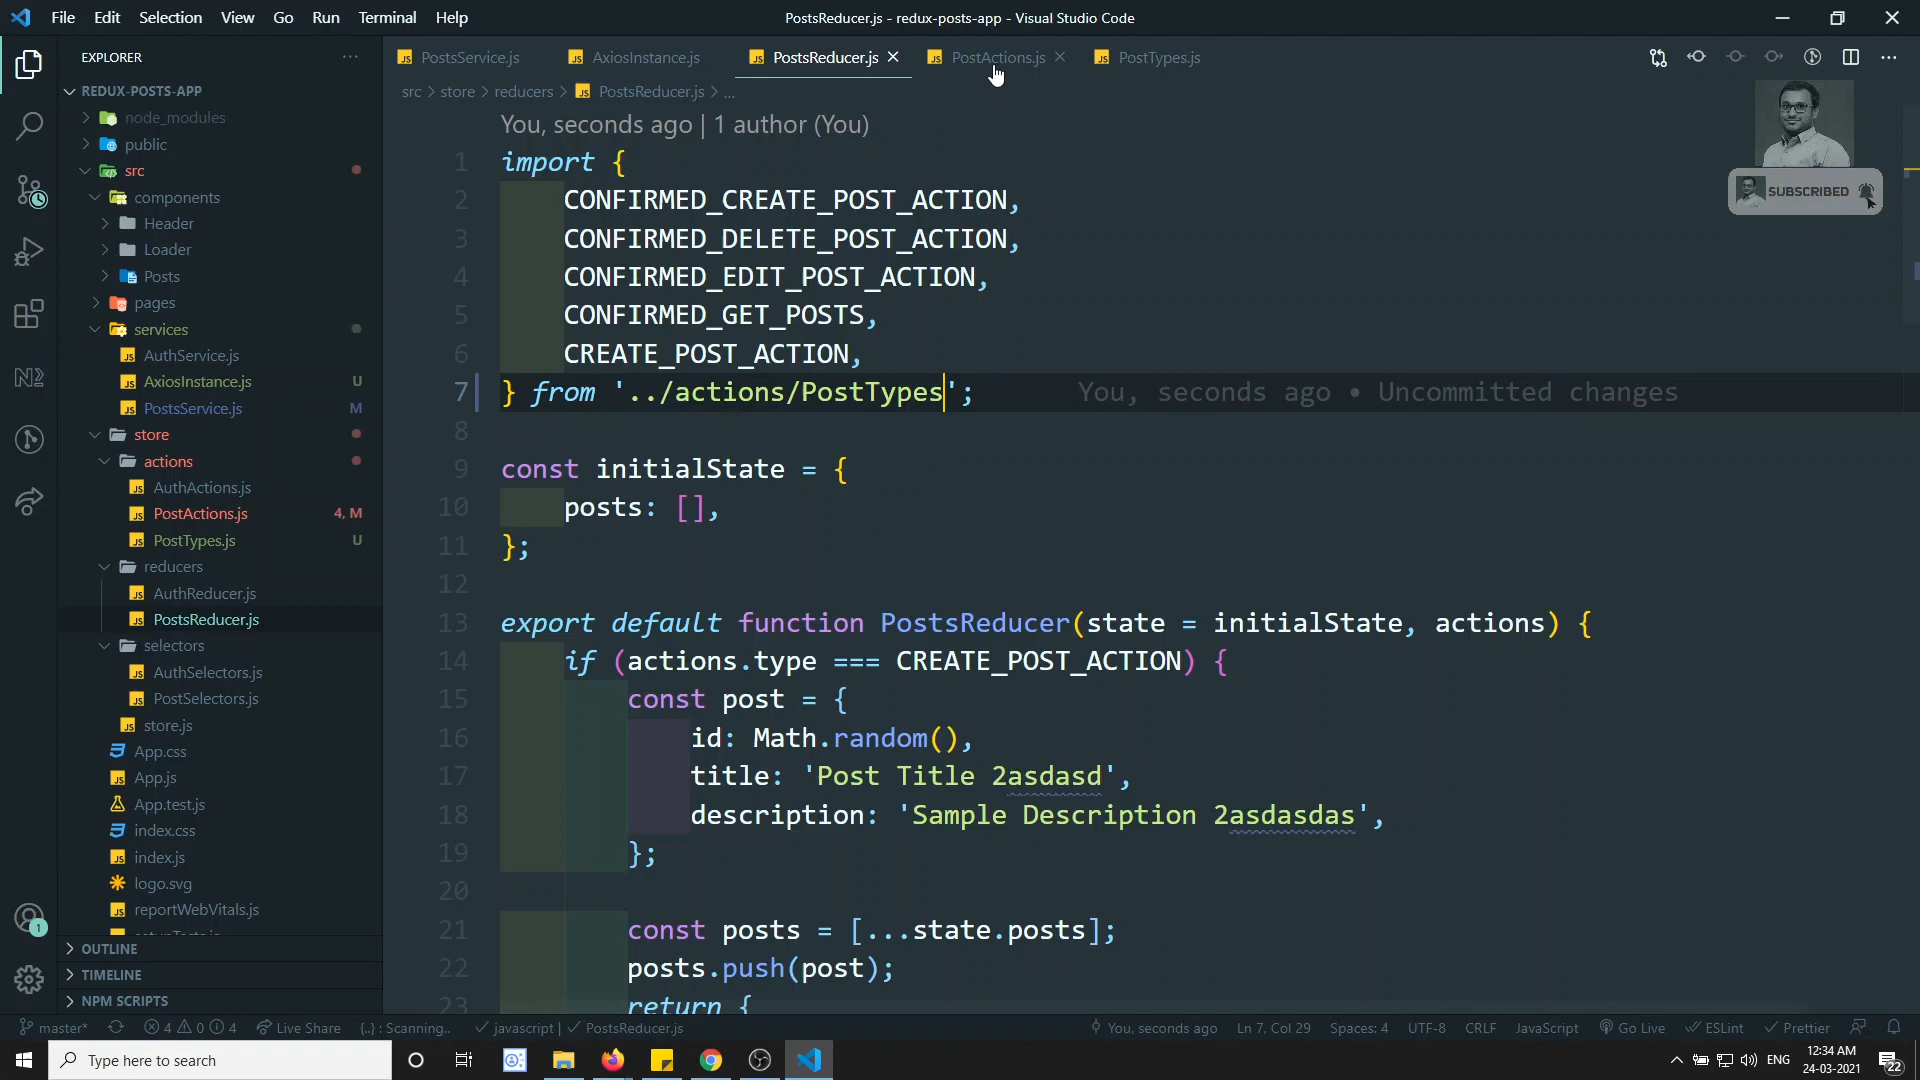 File Edit Selection View Go Run Terminal Help
PostsReducer.js - redux-posts-app - Visual Studio Code
EXPLORER
REDUX-POSTS-APP
node_modules
public
src
components
Header
Loader
Posts
pages
services
AuthService.js
AxiosInstance.js U
PostsService.js M
store
actions
AuthActions.js
PostActions.js 4, M
PostTypes.js U
reducers
AuthReducer.js
PostsReducer.js
selectors
AuthSelectors.js
PostSelectors.js
store.js
App.css
App.js
App.test.js
index.css
index.js
logo.svg
reportWebVitals.js
OUTLINE
TIMELINE
NPM SCRIPTS
PostsService.js AxiosInstance.js PostsReducer.js PostActions.js PostTypes.js
src > store > reducers > PostsReducer.js > ...
You, seconds ago | 1 author (You)
1 import {
2 CONFIRMED_CREATE_POST_ACTION,
3 CONFIRMED_DELETE_POST_ACTION,
4 CONFIRMED_EDIT_POST_ACTION,
5 CONFIRMED_GET_POSTS,
6 CREATE_POST_ACTION,
7 } from '../actions/PostTypes'; You, seconds ago • Uncommitted changes
8
9 const initialState = {
10 posts: [],
11 };
12
13 export default function PostsReducer(state = initialState, actions) {
14 if (actions.type === CREATE_POST_ACTION) {
15 const post = {
16 id: Math.random(),
17 title: 'Post Title 2asdasd',
18 description: 'Sample Description 2asdasdas',
19 };
20
21 const posts = [...state.posts];
22 posts.push(post);
23 return {
SUBSCRIBED
1
master* 4 0 4 Live Share {..} : Scanning.. javascript | PostsReducer.js You, seconds ago Ln 7, Col 29 Spaces: 4 UTF-8 CRLF JavaScript Go Live ESLint Prettier
Type here to search
ENG
12:34 AM
24-03-2021
22